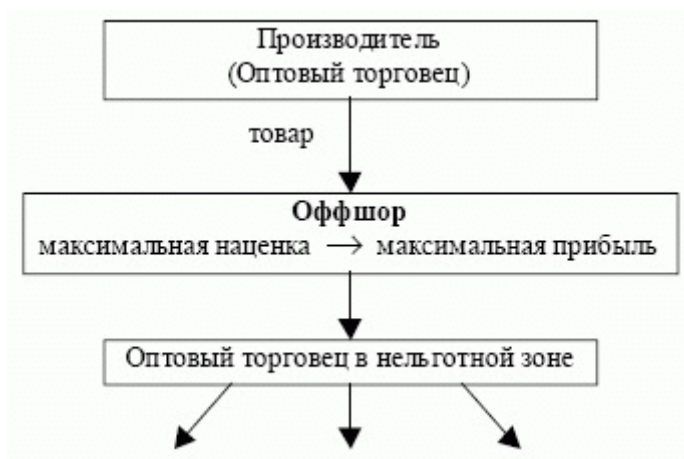 Производитель
(Оптовый торговец)
товар
Оффшор
максимальная наценка → максимальная прибыль
Оптовый торговец в нельготной зоне